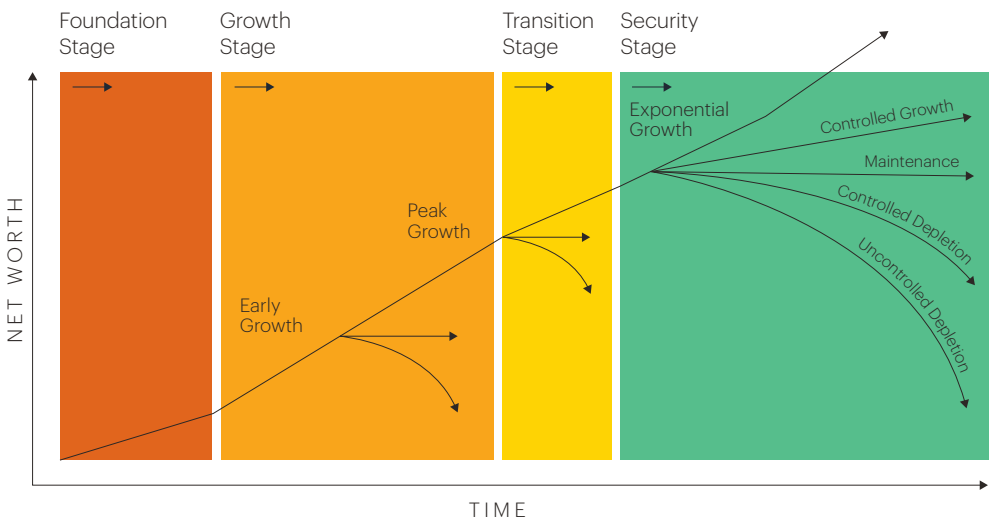 Foundation
Stage
Growth
Stage
Transition
Stage
Security
Stage
Exponential
Growth
Controlled Growth
Maintenance
Controlled Depletion
Uncontrolled Depletion
Peak
Growth
Early
Growth
NET WORTH
TIME